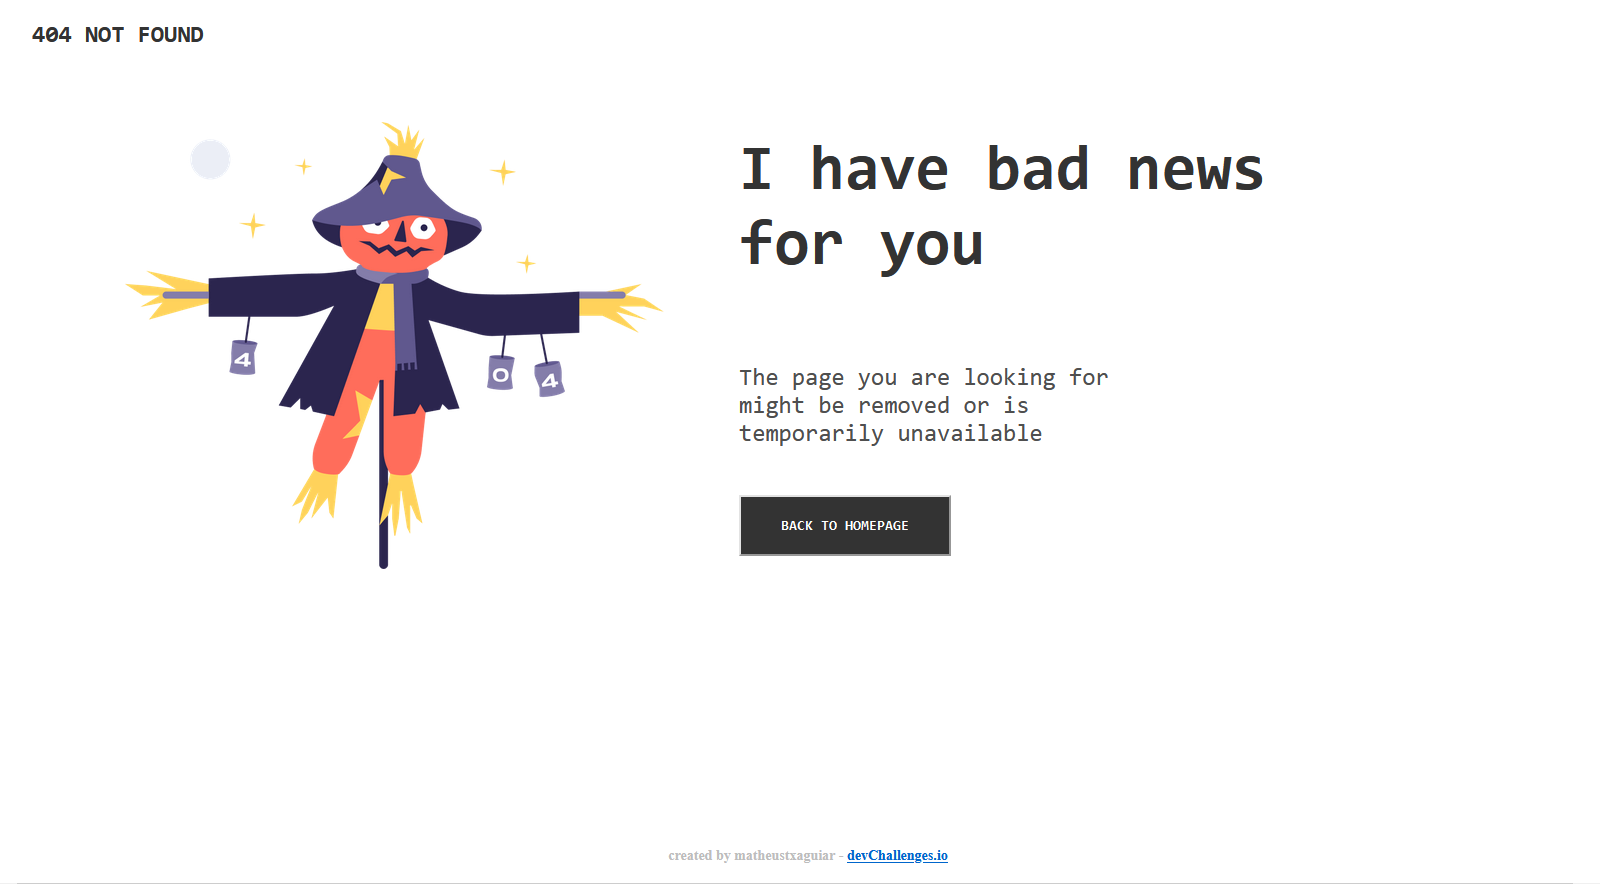 404 NOT FOUND
I have bad news
for you
4
0
4
The page you are looking for
might be removed or is
temporarily unavailable
BACK TO HOMEPAGE
created by matheustxaguiar - devChallenges.io